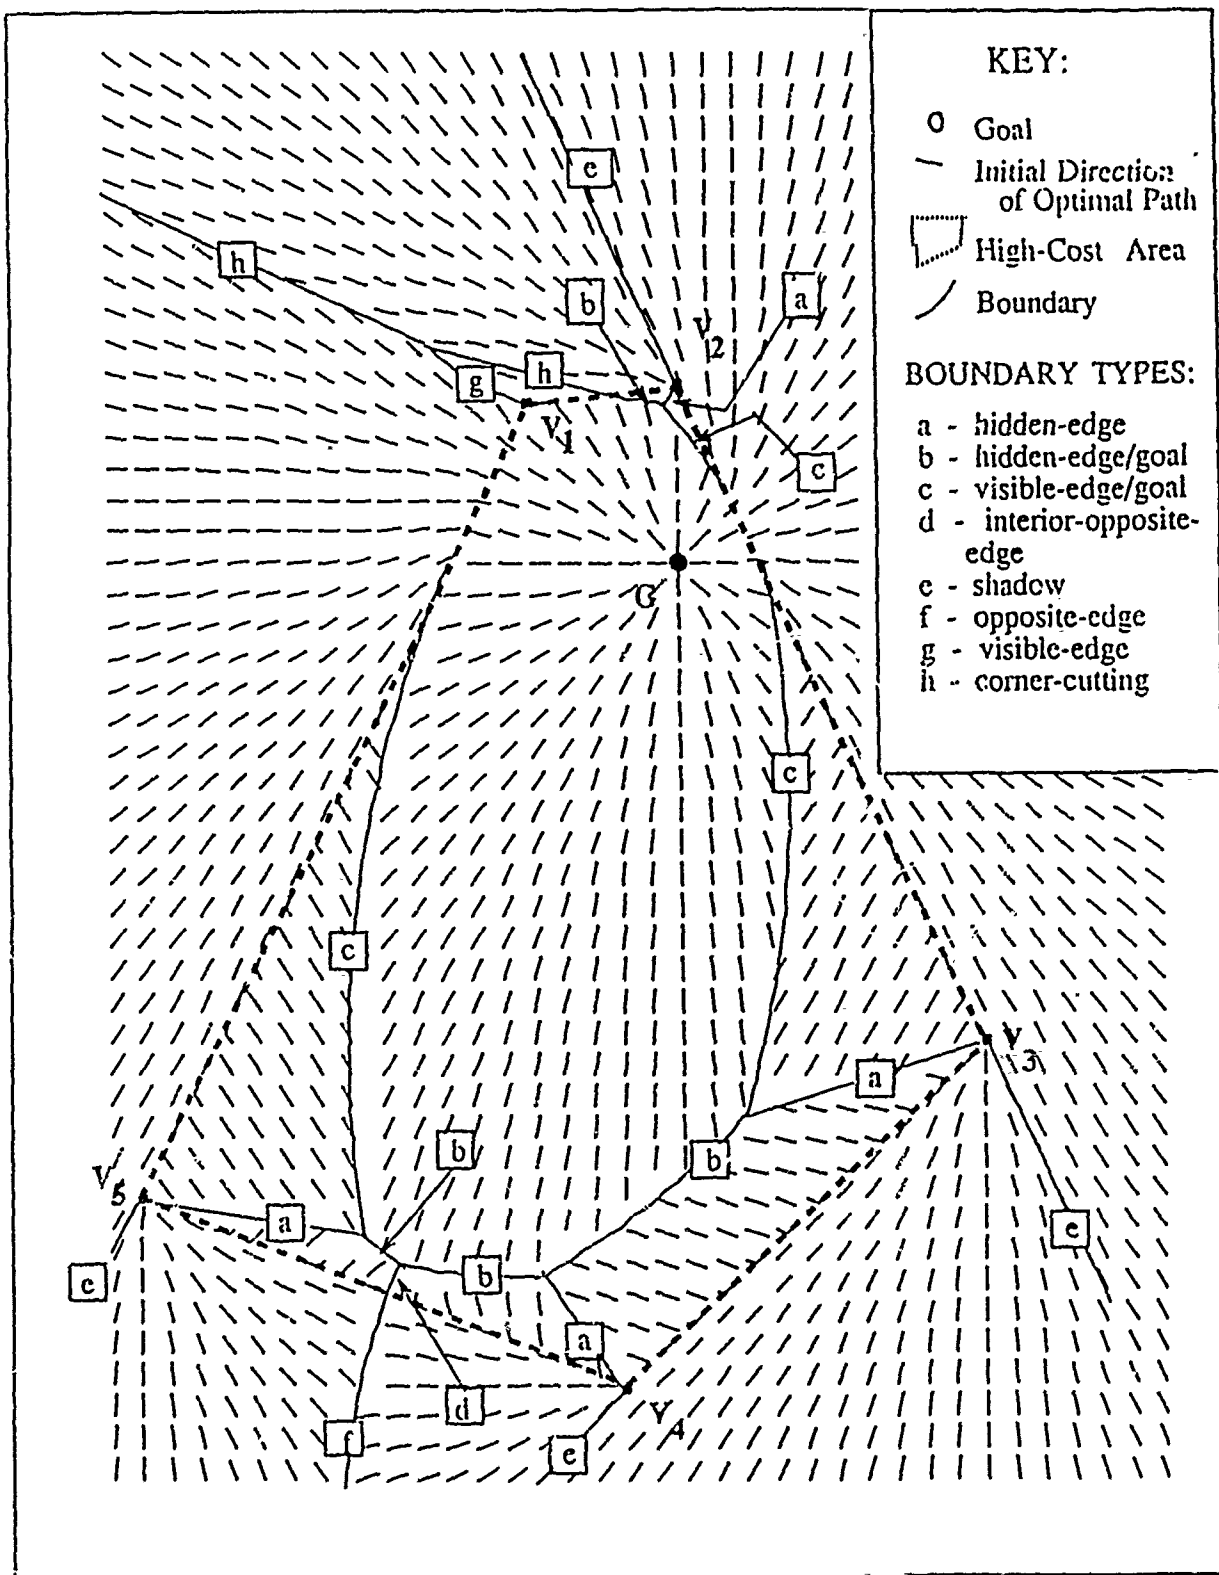 KEY:
Goal
Initial Direction
of Optimal Path
High-Cost Area
Boundary
BOUNDARY TYPES:
a - hidden-edge
b - hidden-edge/goal
c - visible-edge/goal
d - interior-opposite-
edge
e - shadow
f - opposite-edge
g - visible-edge
h - corner-cutting
e
h
b
a
V2
h
g
V1
c
G
c
c
V3
a
b
b
V5
a
e
c
b
a
d
V4
f
e